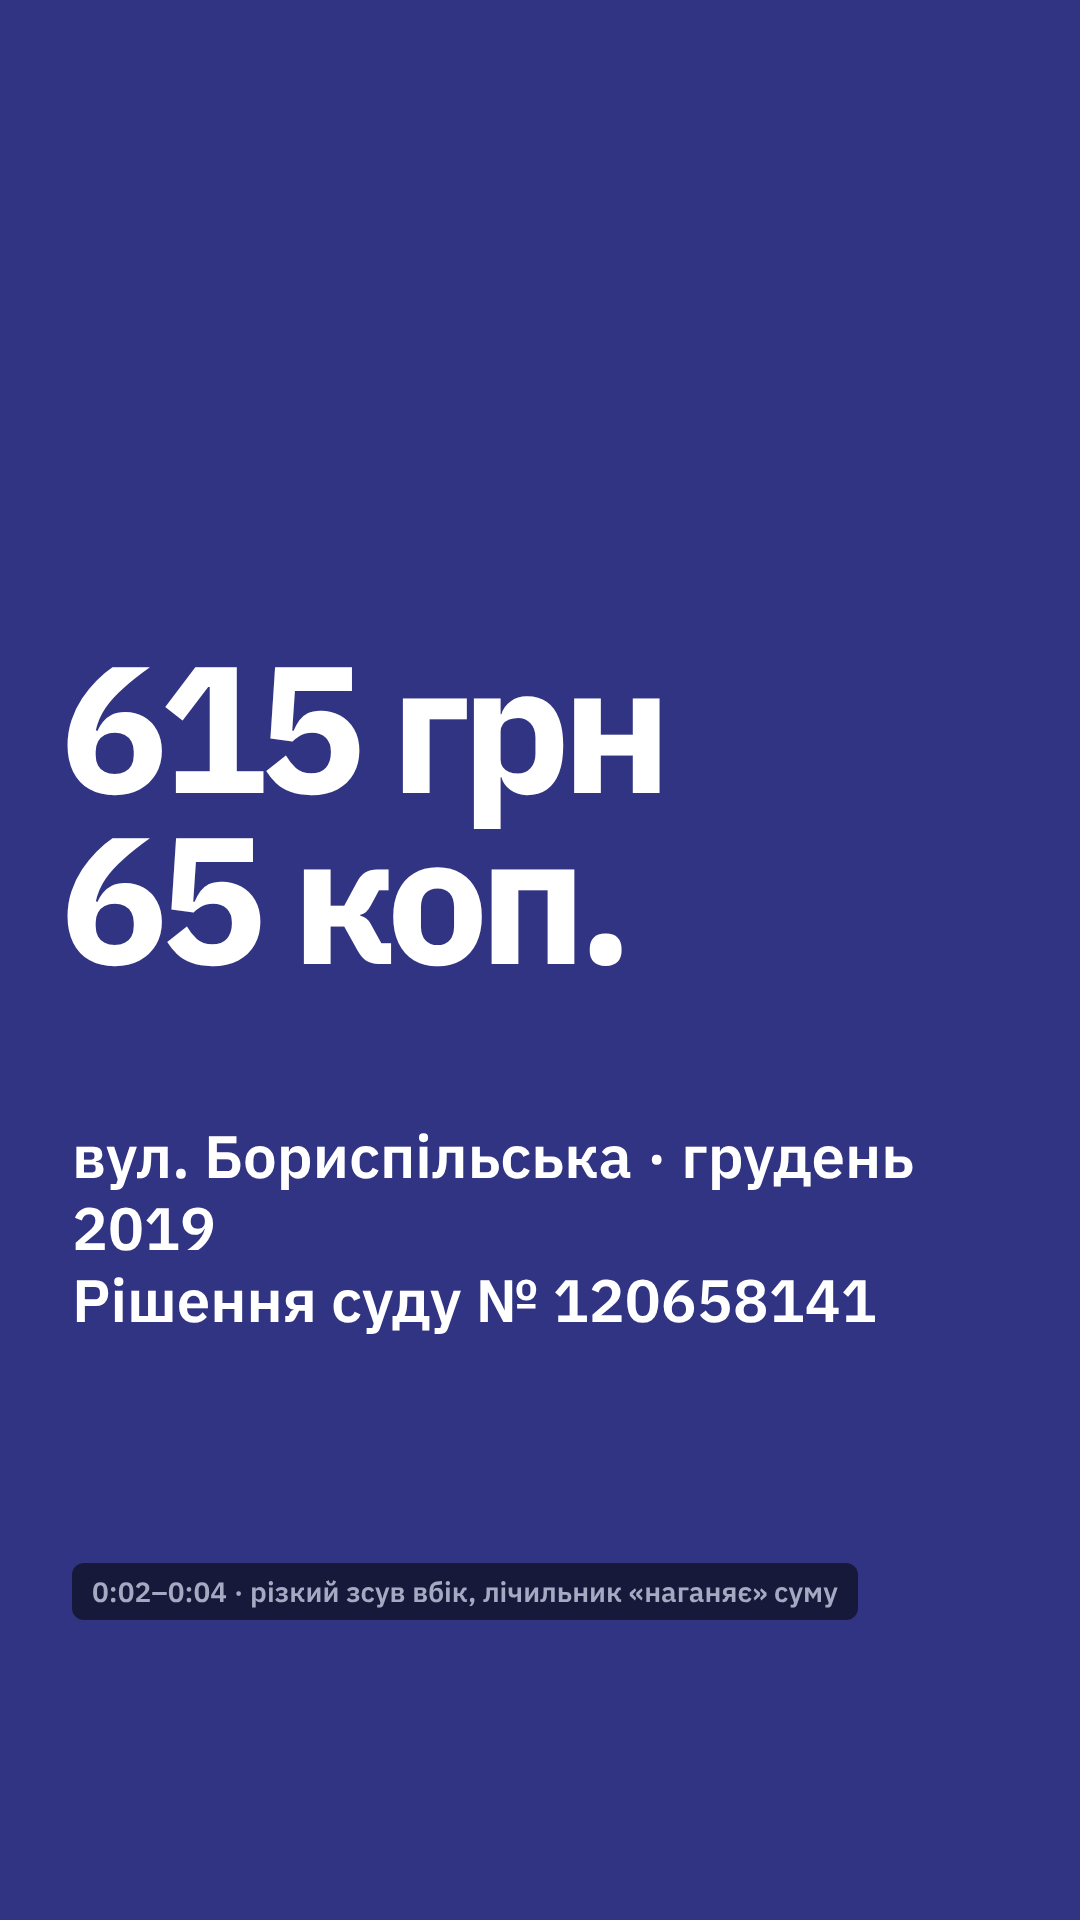 615 грн
65 коп.
вул. Бориспільська · грудень
2019
Рішення суду № 120658141
0:02–0:04 · різкий зсув вбік, лічильник «наганяє» суму